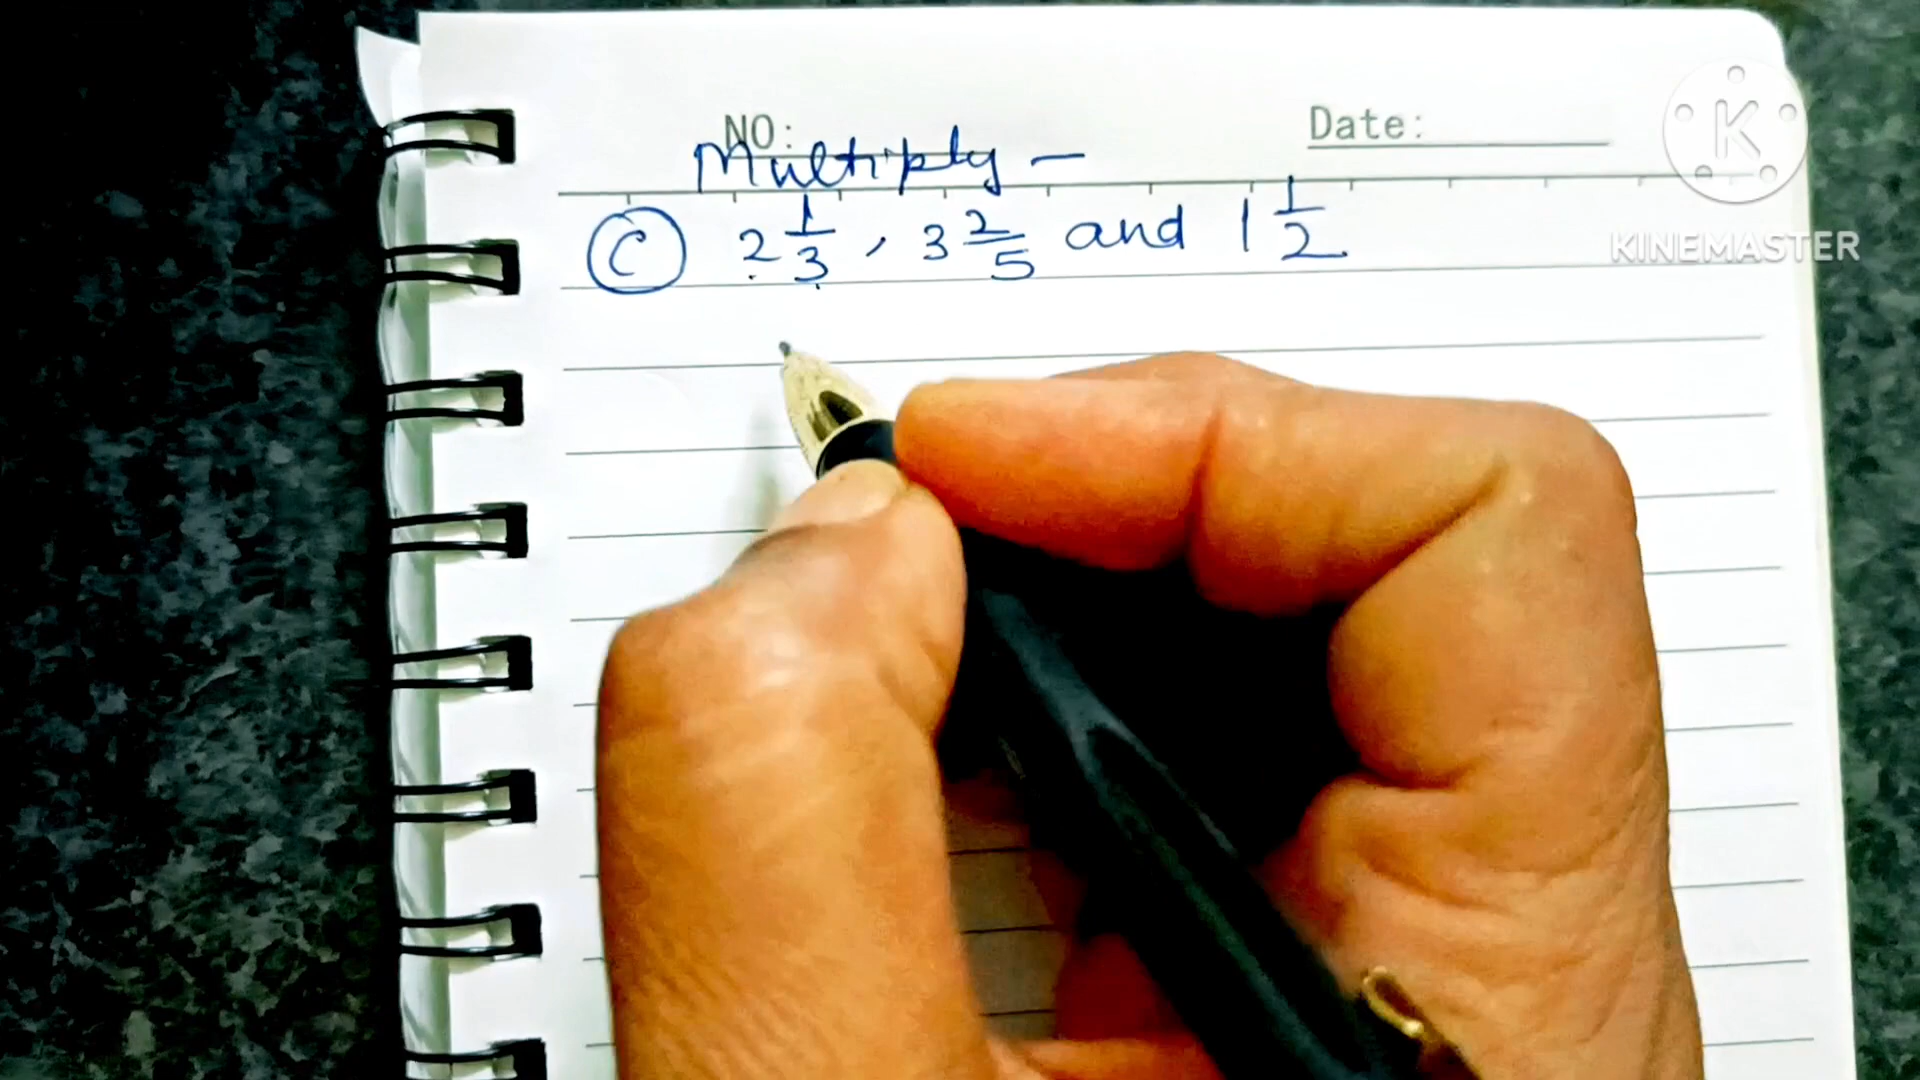 NO: Date:
Multiply –
C 2 1/3 , 3 2/5 and 1 1/2
K
KINEMASTER